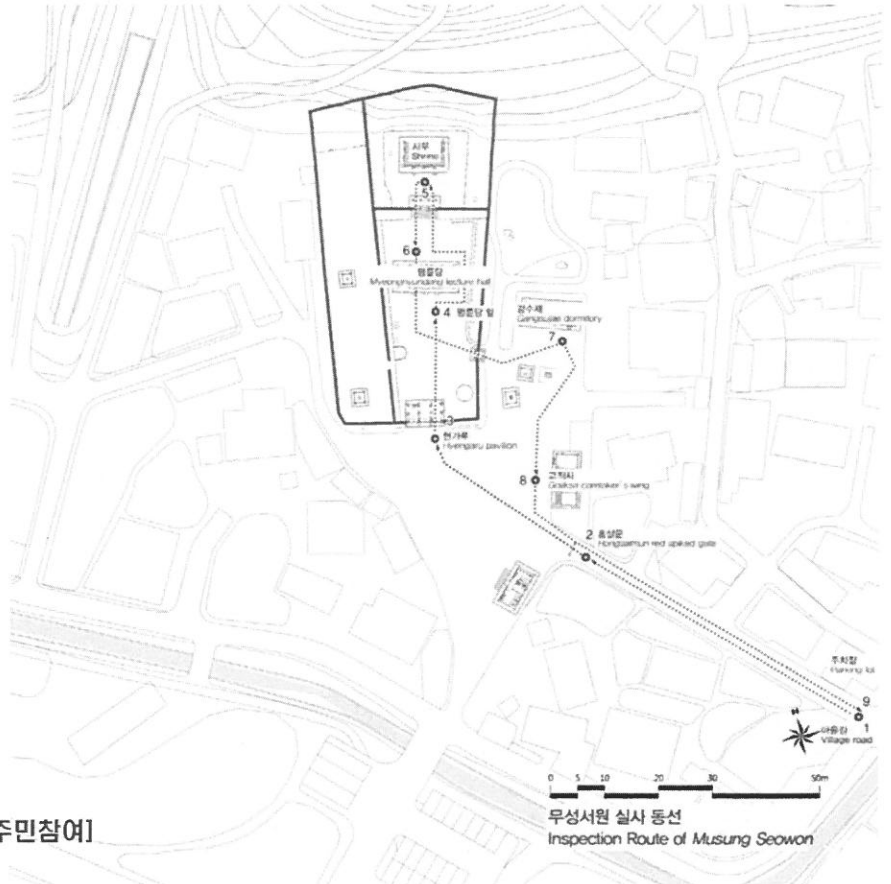 사우
Shrine
5
6
명륜당
Myeongnyundang lecture hall
4 명륜당 앞
강수재
Gangsujae dormitory
7
3
현가루
Hyengaru pavilion
8
고직사
Gojiksa caretaker's wing
2 홍살문
Hongsalmun red spiked gate
주차장
Parking lot
9
마을길
Village road
1
0 5 10 20 30 50m
무성서원 실사 동선
Inspection Route of Musung Seowon
주민참여]